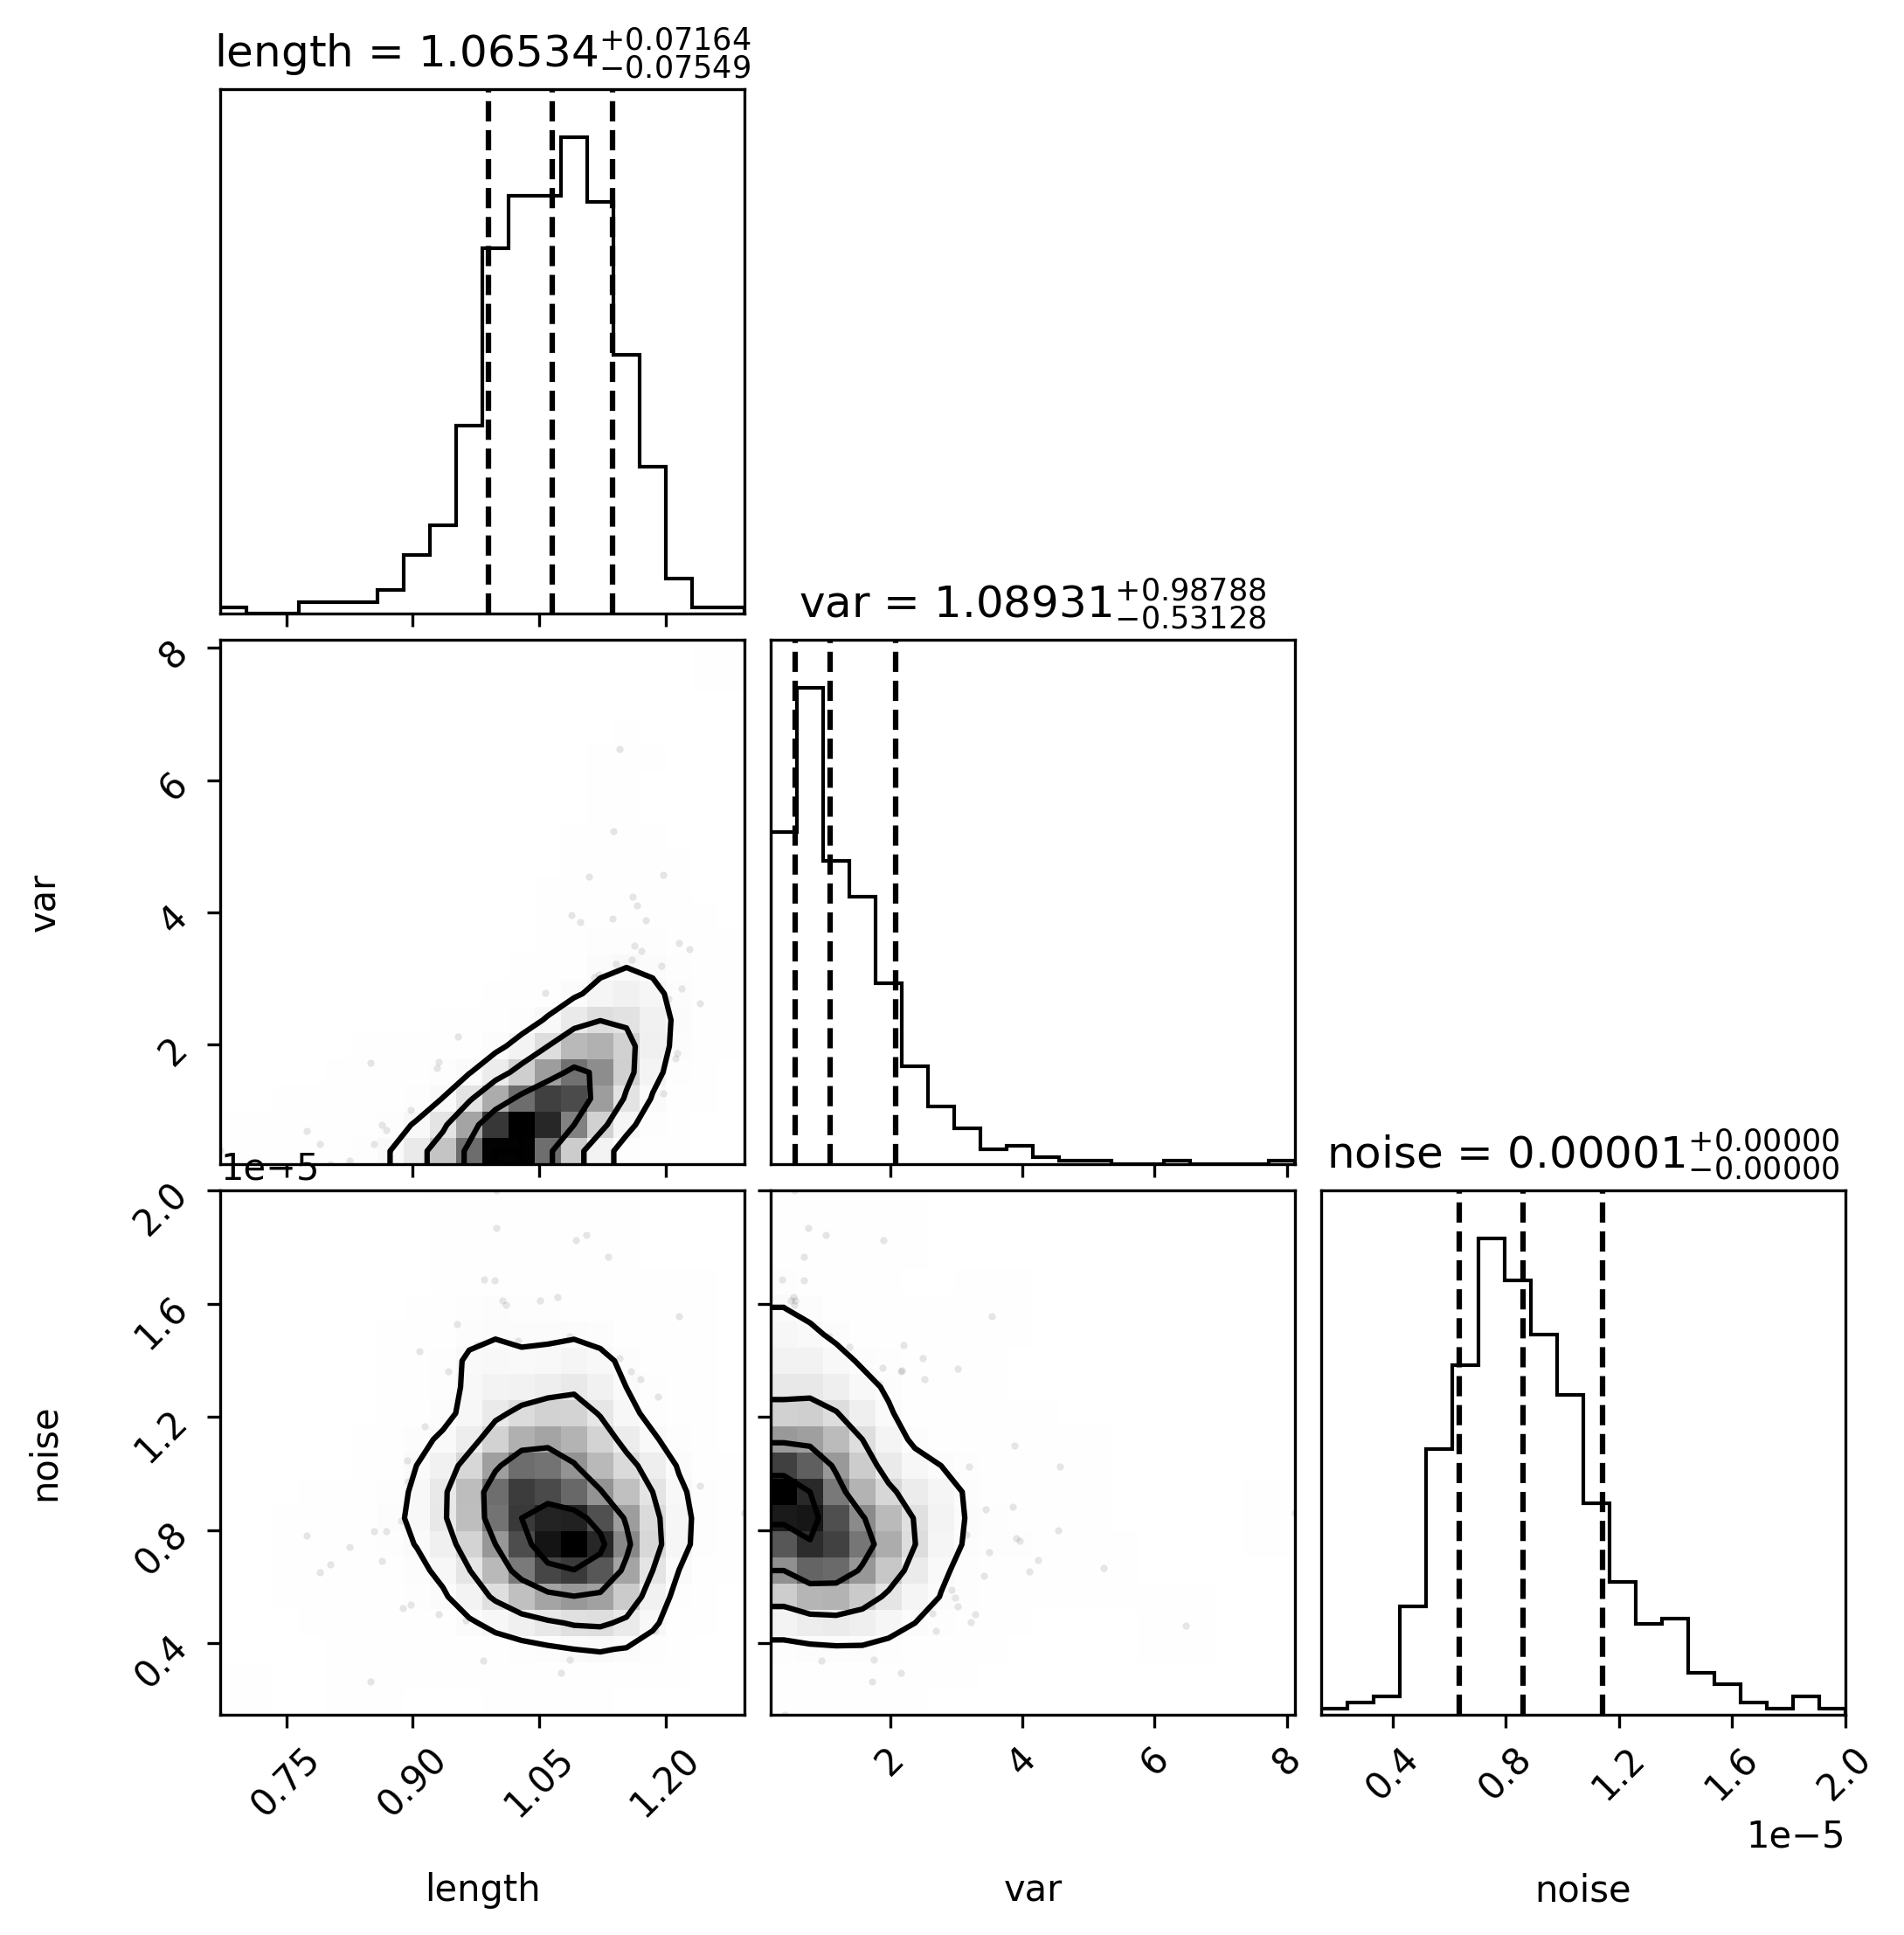 length = 1.06534 +0.07164 −0.07549
var = 1.08931 +0.98788 −0.53128
8
6
4
2
var
noise = 0.00001 +0.00000 −0.00000
1e−5
2.0
1.6
1.2
0.8
0.4
noise
0.75 0.90 1.05 1.20
2 4 6 8
0.4 0.8 1.2 1.6 2.0
1e−5
length
var
noise